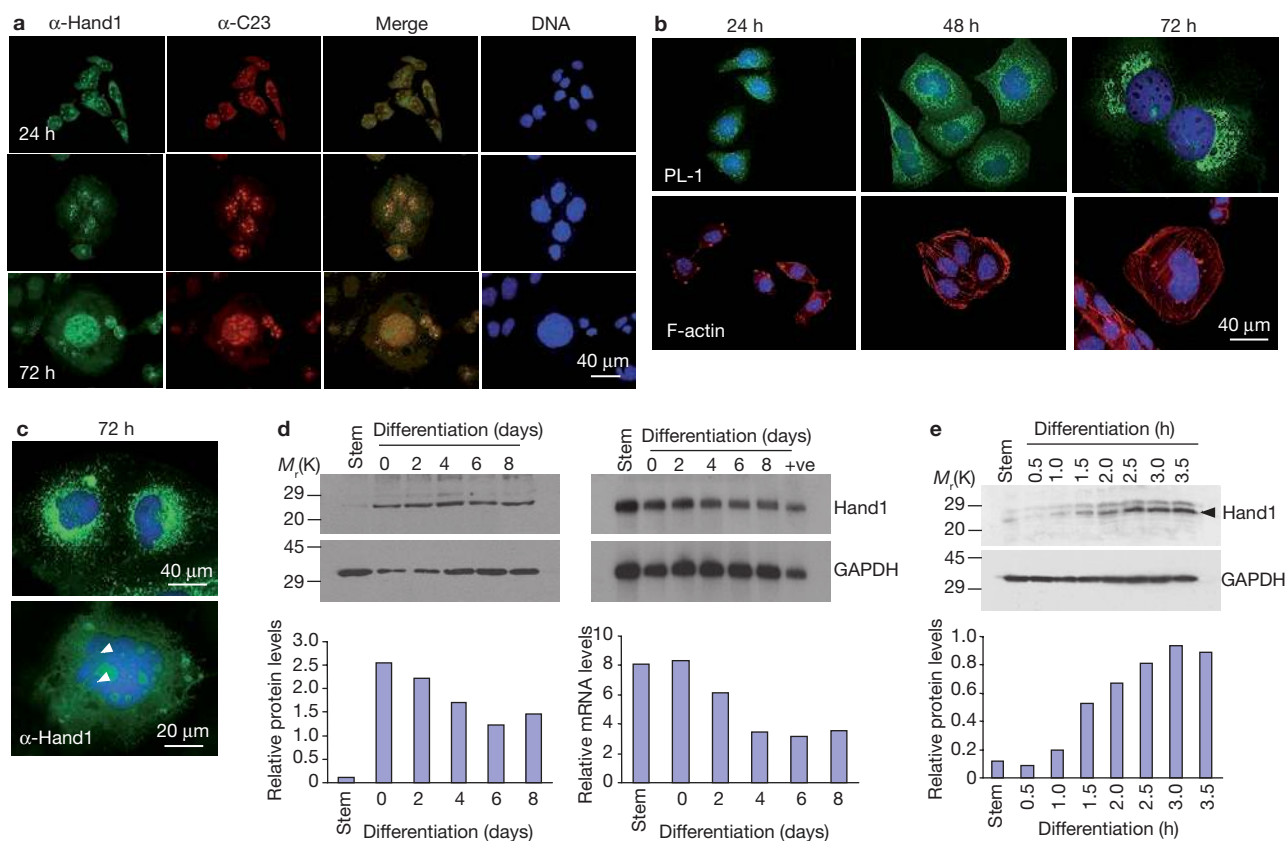 a
α-Hand1 α-C23 Merge DNA
24 h
72 h
40 μm
b
24 h 48 h 72 h
PL-1
F-actin
40 μm
c
72 h
40 μm
α-Hand1
20 μm
d
Stem
Differentiation (days)
0 2 4 6 8
Mr(K)
29
20
45
29
Stem
Differentiation (days)
0 2 4 6 8 +ve
Hand1
GAPDH
Relative protein levels
3.0
2.5
2.0
1.5
1.0
0.5
0
Stem 0 2 4 6 8
Differentiation (days)
Relative mRNA levels
10
8
6
4
2
0
Stem 0 2 4 6 8
Differentiation (days)
e
Stem
Differentiation (h)
0.5 1.0 1.5 2.0 2.5 3.0 3.5
Mr(K)
29
20
Hand1
45
29
GAPDH
Relative protein levels
1.0
0.8
0.6
0.4
0.2
0
Stem 0.5 1.0 1.5 2.0 2.5 3.0 3.5
Differentiation (h)